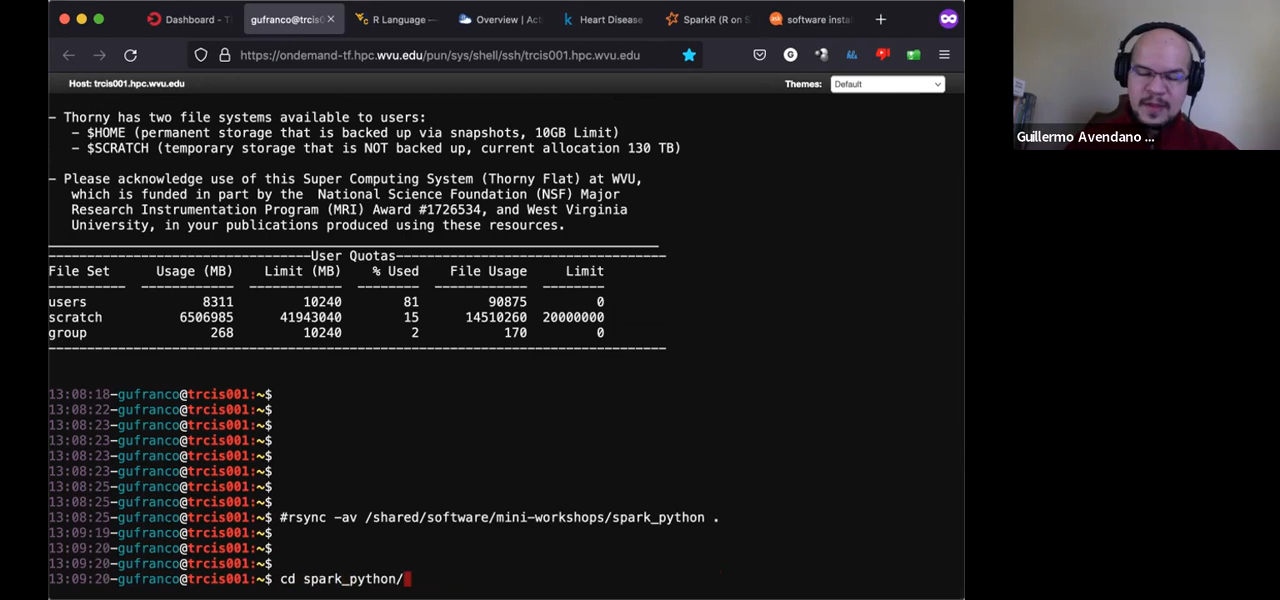 Dashboard - T
gufranco@trcis0
R Language —
Overview | Ac
Heart Disease
SparkR (R on S
software insta
https://ondemand-tf.hpc.wvu.edu/pun/sys/shell/ssh/trcis001.hpc.wvu.edu
Host: trcis001.hpc.wvu.edu
Themes: Default
Guillermo Avendano ...
- Thorny has two file systems available to users:
- $HOME (permanent storage that is backed up via snapshots, 10GB Limit)
- $SCRATCH (temporary storage that is NOT backed up, current allocation 130 TB)
- Please acknowledge use of this Super Computing System (Thorny Flat) at WVU,
which is funded in part by the National Science Foundation (NSF) Major
Research Instrumentation Program (MRI) Award #1726534, and West Virginia
University, in your publications produced using these resources.
User Quotas
File Set Usage (MB) Limit (MB) % Used File Usage Limit
users 8311 10240 81 90875 0
scratch 6506985 41943040 15 14510260 20000000
group 268 10240 2 170 0
13:08:18-gufranco@trcis001:~$
13:08:22-gufranco@trcis001:~$
13:08:23-gufranco@trcis001:~$
13:08:23-gufranco@trcis001:~$
13:08:23-gufranco@trcis001:~$
13:08:23-gufranco@trcis001:~$
13:08:25-gufranco@trcis001:~$
13:08:25-gufranco@trcis001:~$
13:08:25-gufranco@trcis001:~$ #rsync -av /shared/software/mini-workshops/spark_python .
13:09:19-gufranco@trcis001:~$
13:09:20-gufranco@trcis001:~$
13:09:20-gufranco@trcis001:~$
13:09:20-gufranco@trcis001:~$ cd spark_python/